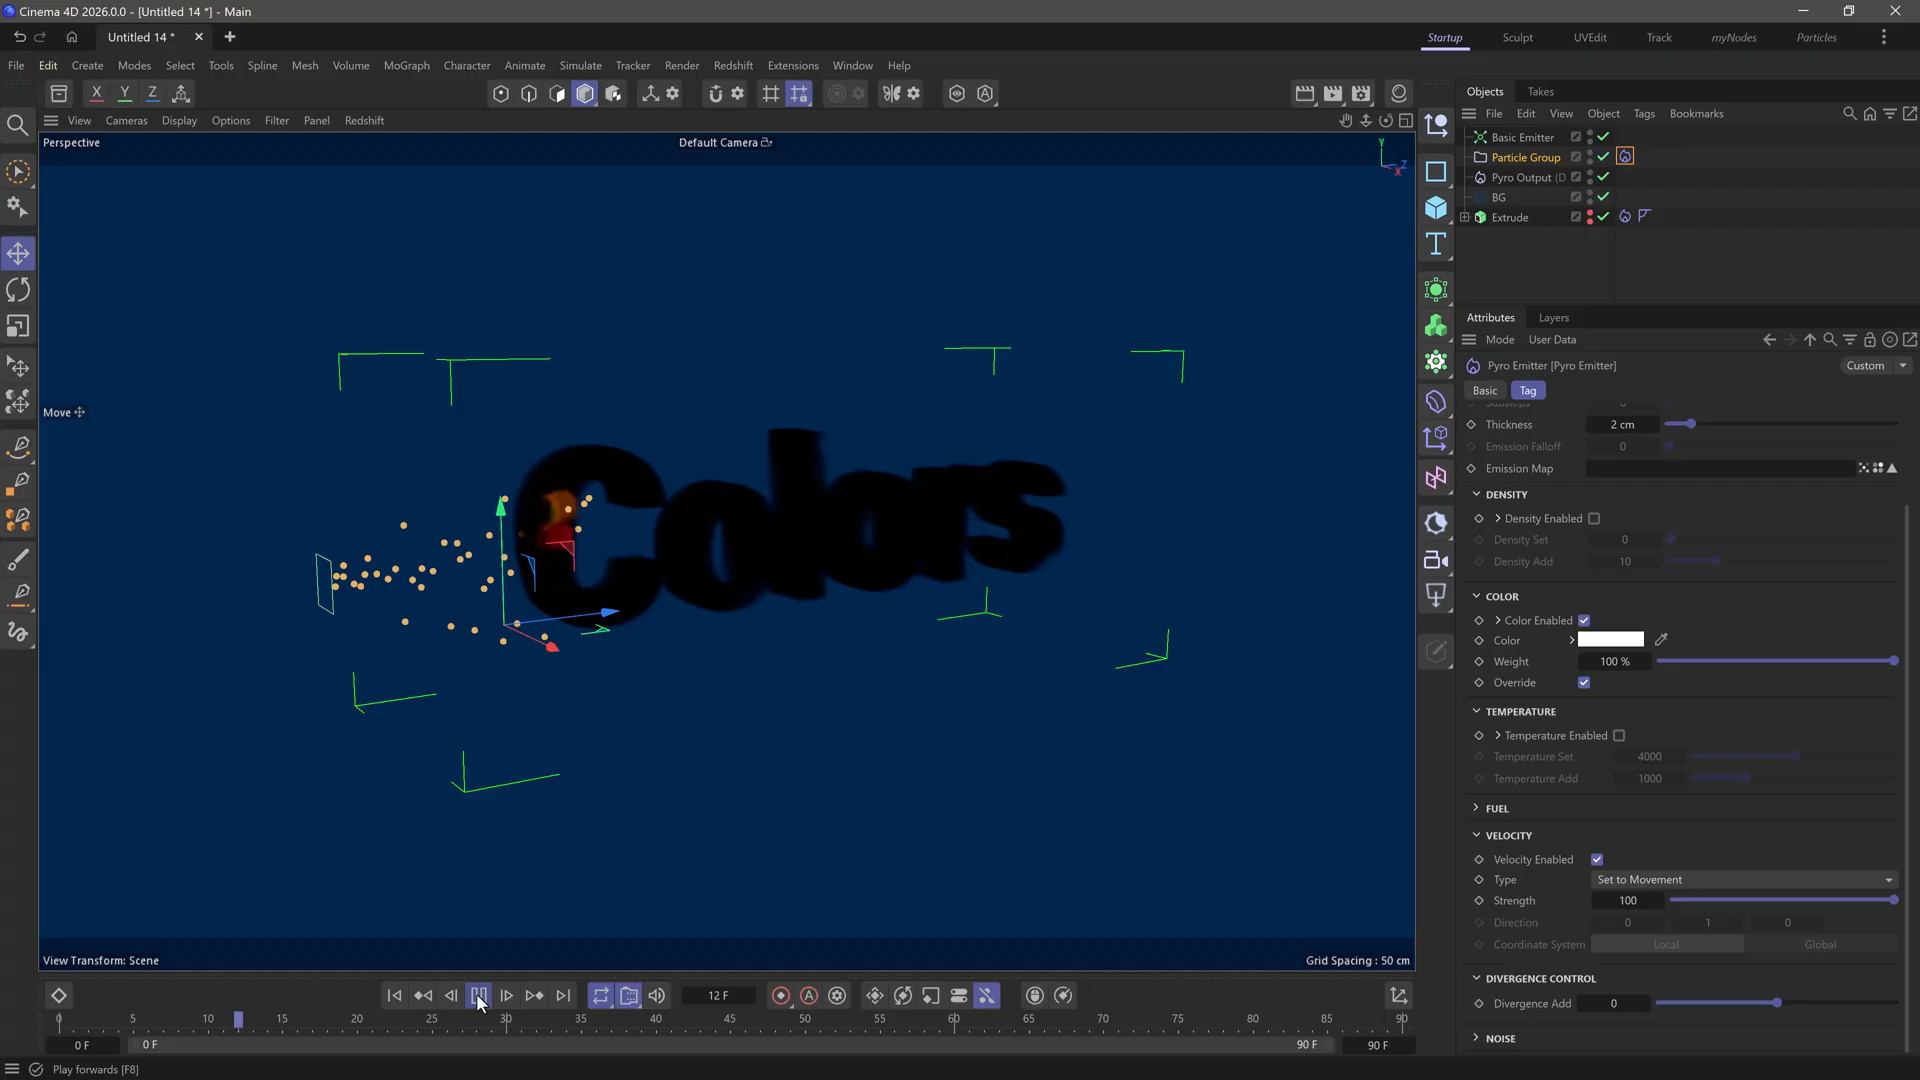 Cinema 4D 2026.0.0 - [Untitled 14 *] - Main
Untitled 14 *
Startup Sculpt UVEdit Track myNodes Particles
File Edit Create Modes Select Tools Spline Mesh Volume MoGraph Character Animate Simulate Tracker Render Redshift Extensions Window Help
X Y Z
Objects Takes
View Cameras Display Options Filter Panel Redshift
File Edit View Object Tags Bookmarks
Perspective
Default Camera
Y
Z
X
Basic Emitter
Particle Group
Pyro Output (D
BG
Extrude
Attributes Layers
Mode User Data
Pyro Emitter [Pyro Emitter]
Custom
Basic Tag
Move
Colors
Thickness 2 cm
Emission Falloff 0
Emission Map
DENSITY
Density Enabled
Density Set 0
Density Add 10
COLOR
Color Enabled
Color
Weight 100 %
Override
TEMPERATURE
Temperature Enabled
Temperature Set 4000
Temperature Add 1000
FUEL
VELOCITY
Velocity Enabled
Type Set to Movement
Strength 100
Direction 0 1 0
Coordinate System Local Global
DIVERGENCE CONTROL
Divergence Add 0
NOISE
View Transform: Scene
Grid Spacing : 50 cm
12 F
0 5 10 15 20 25 30 35 40 45 50 55 60 65 70 75 80 85 90
0 F 0 F 90 F 90 F
Play forwards [F8]